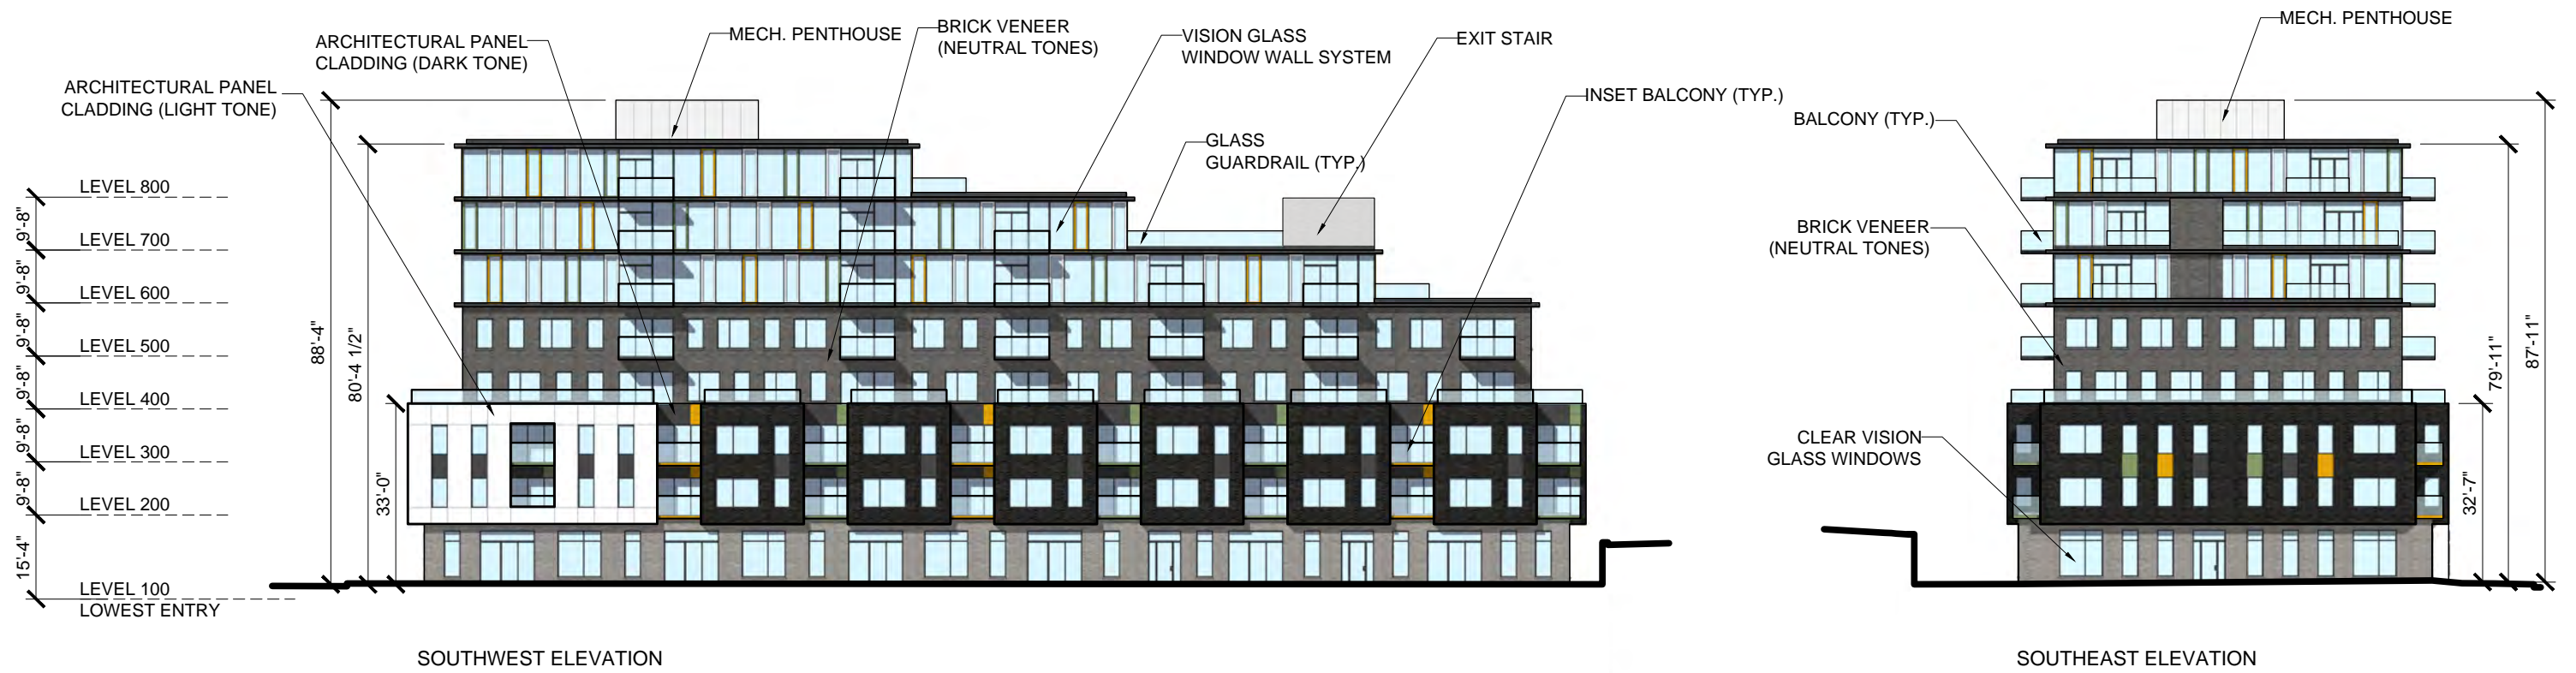 MECH. PENTHOUSE
BRICK VENEER
(NEUTRAL TONES)
ARCHITECTURAL PANEL
CLADDING (DARK TONE)
VISION GLASS
WINDOW WALL SYSTEM
EXIT STAIR
ARCHITECTURAL PANEL
CLADDING (LIGHT TONE)
INSET BALCONY (TYP.)
GLASS
GUARDRAIL (TYP.)
LEVEL 800
9'-8"
LEVEL 700
9'-8"
LEVEL 600
9'-8"
LEVEL 500
9'-8"
LEVEL 400
9'-8"
LEVEL 300
9'-8"
LEVEL 200
15'-4"
LEVEL 100
LOWEST ENTRY
88'-4"
80'-4 1/2"
33'-0"
SOUTHWEST ELEVATION
MECH. PENTHOUSE
BALCONY (TYP.)
BRICK VENEER
(NEUTRAL TONES)
CLEAR VISION
GLASS WINDOWS
32'-7"
79'-11"
87'-11"
SOUTHEAST ELEVATION